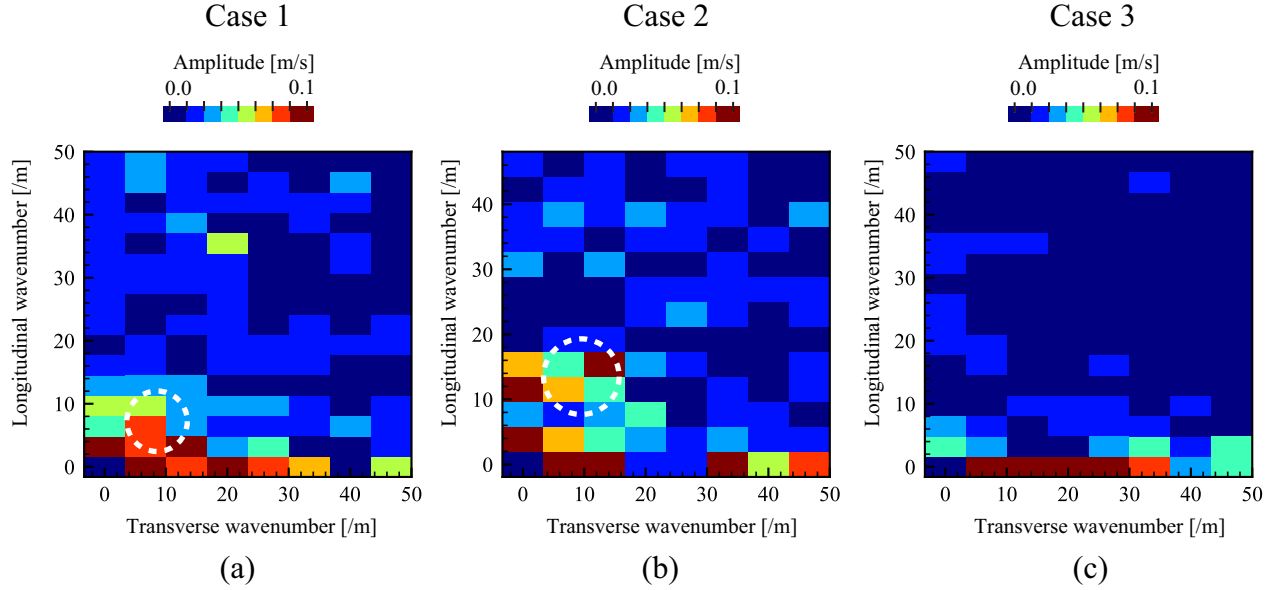 Case 1
Case 2
Case 3
Amplitude [m/s]
Amplitude [m/s]
Amplitude [m/s]
0.0 0.1
0.0 0.1
0.0 0.1
Longitudinal wavenumber [/m]
50
40
30
20
10
0
0 10 20 30 40 50
Transverse wavenumber [/m]
(a)
Longitudinal wavenumber [/m]
40
30
20
10
0
0 10 20 30 40 50
Transverse wavenumber [/m]
(b)
Longitudinal wavenumber [/m]
50
40
30
20
10
0
0 10 20 30 40 50
Transverse wavenumber [/m]
(c)